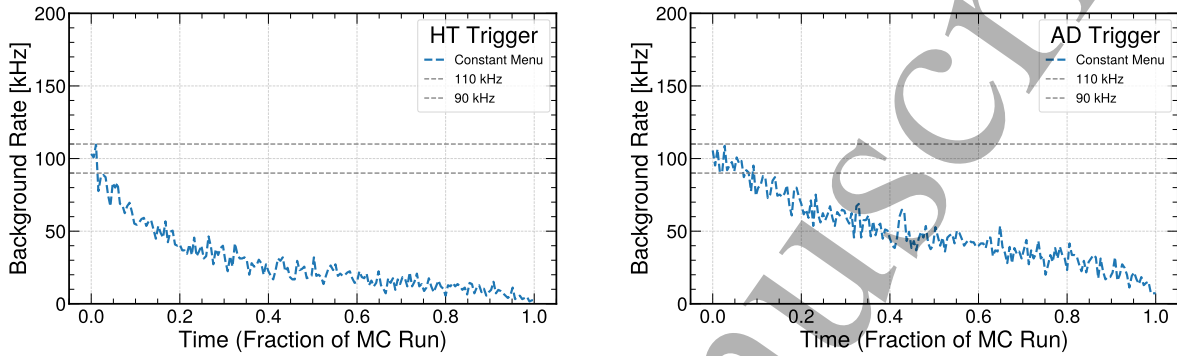 200
150
100
50
0
Background Rate [kHz]
HT Trigger
Constant Menu
110 kHz
90 kHz
0.0 0.2 0.4 0.6 0.8 1.0
Time (Fraction of MC Run)
200
150
100
50
0
Background Rate [kHz]
AD Trigger
Constant Menu
110 kHz
90 kHz
0.0 0.2 0.4 0.6 0.8 1.0
Time (Fraction of MC Run)
uscr